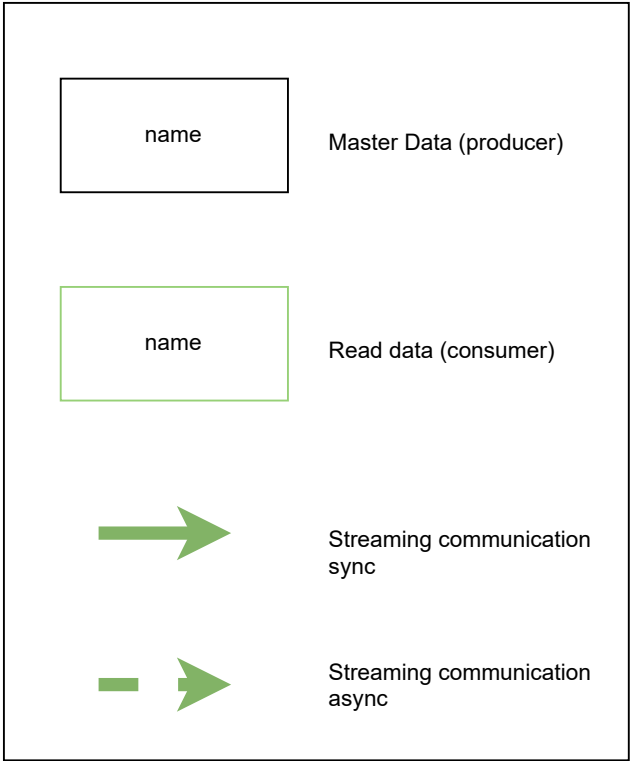 name
Master Data (producer)
name
Read data (consumer)
Streaming communication
sync
Streaming communication
async